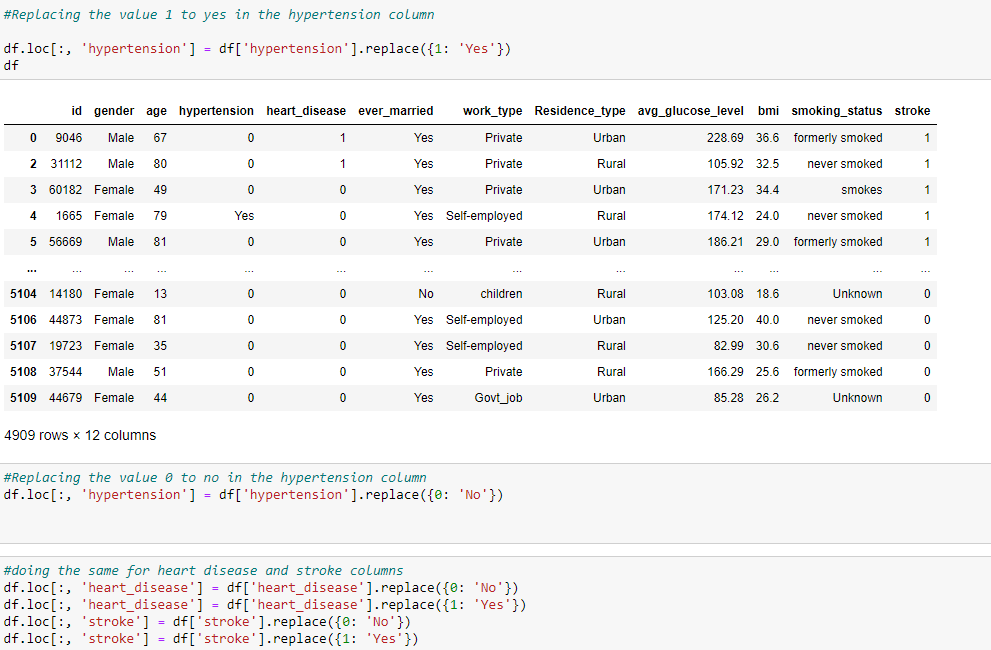 #Replacing the value 1 to yes in the hypertension column
df.loc[:, 'hypertension'] = df['hypertension'].replace({1: 'Yes'})
df
id gender age hypertension heart_disease ever_married work_type Residence_type avg_glucose_level bmi smoking_status stroke
0 9046 Male 67 0 1 Yes Private Urban 228.69 36.6 formerly smoked 1
2 31112 Male 80 0 1 Yes Private Rural 105.92 32.5 never smoked 1
3 60182 Female 49 0 0 Yes Private Urban 171.23 34.4 smokes 1
4 1665 Female 79 Yes 0 Yes Self-employed Rural 174.12 24.0 never smoked 1
5 56669 Male 81 0 0 Yes Private Urban 186.21 29.0 formerly smoked 1
... ... ... ... ... ... ... ... ... ... ... ... ...
5104 14180 Female 13 0 0 No children Rural 103.08 18.6 Unknown 0
5106 44873 Female 81 0 0 Yes Self-employed Urban 125.20 40.0 never smoked 0
5107 19723 Female 35 0 0 Yes Self-employed Rural 82.99 30.6 never smoked 0
5108 37544 Male 51 0 0 Yes Private Rural 166.29 25.6 formerly smoked 0
5109 44679 Female 44 0 0 Yes Govt_job Urban 85.28 26.2 Unknown 0
4909 rows × 12 columns
#Replacing the value 0 to no in the hypertension column
df.loc[:, 'hypertension'] = df['hypertension'].replace({0: 'No'})
#doing the same for heart disease and stroke columns
df.loc[:, 'heart_disease'] = df['heart_disease'].replace({0: 'No'})
df.loc[:, 'heart_disease'] = df['heart_disease'].replace({1: 'Yes'})
df.loc[:, 'stroke'] = df['stroke'].replace({0: 'No'})
df.loc[:, 'stroke'] = df['stroke'].replace({1: 'Yes'})